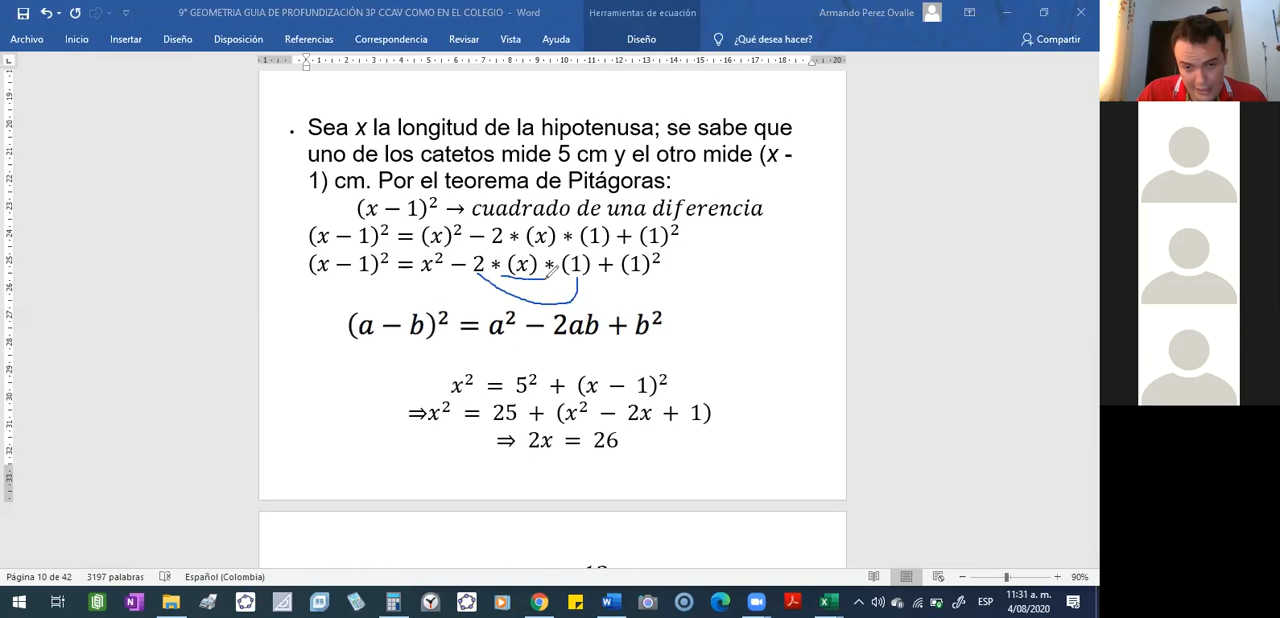 9° GEOMETRIA GUIA DE PROFUNDIZACIÓN 3P CCAV COMO EN EL COLEGIO - Word
Herramientas de ecuación
Armando Perez Ovalle
Archivo Inicio Insertar Diseño Disposición Referencias Correspondencia Revisar Vista Ayuda Diseño ¿Qué desea hacer? Compartir
Sea x la longitud de la hipotenusa; se sabe que
uno de los catetos mide 5 cm y el otro mide (x -
1) cm. Por el teorema de Pitágoras:
(x − 1)² → cuadrado de una diferencia
(x − 1)² = (x)² − 2 ∗ (x) ∗ (1) + (1)²
(x − 1)² = x² − 2 ∗ (x) ∗ (1) + (1)²
(a − b)² = a² − 2ab + b²
x² = 5² + (x − 1)²
⇒x² = 25 + (x² − 2x + 1)
⇒ 2x = 26
Página 10 de 42 3197 palabras Español (Colombia) 90%
ESP
11:31 a. m.
4/08/2020